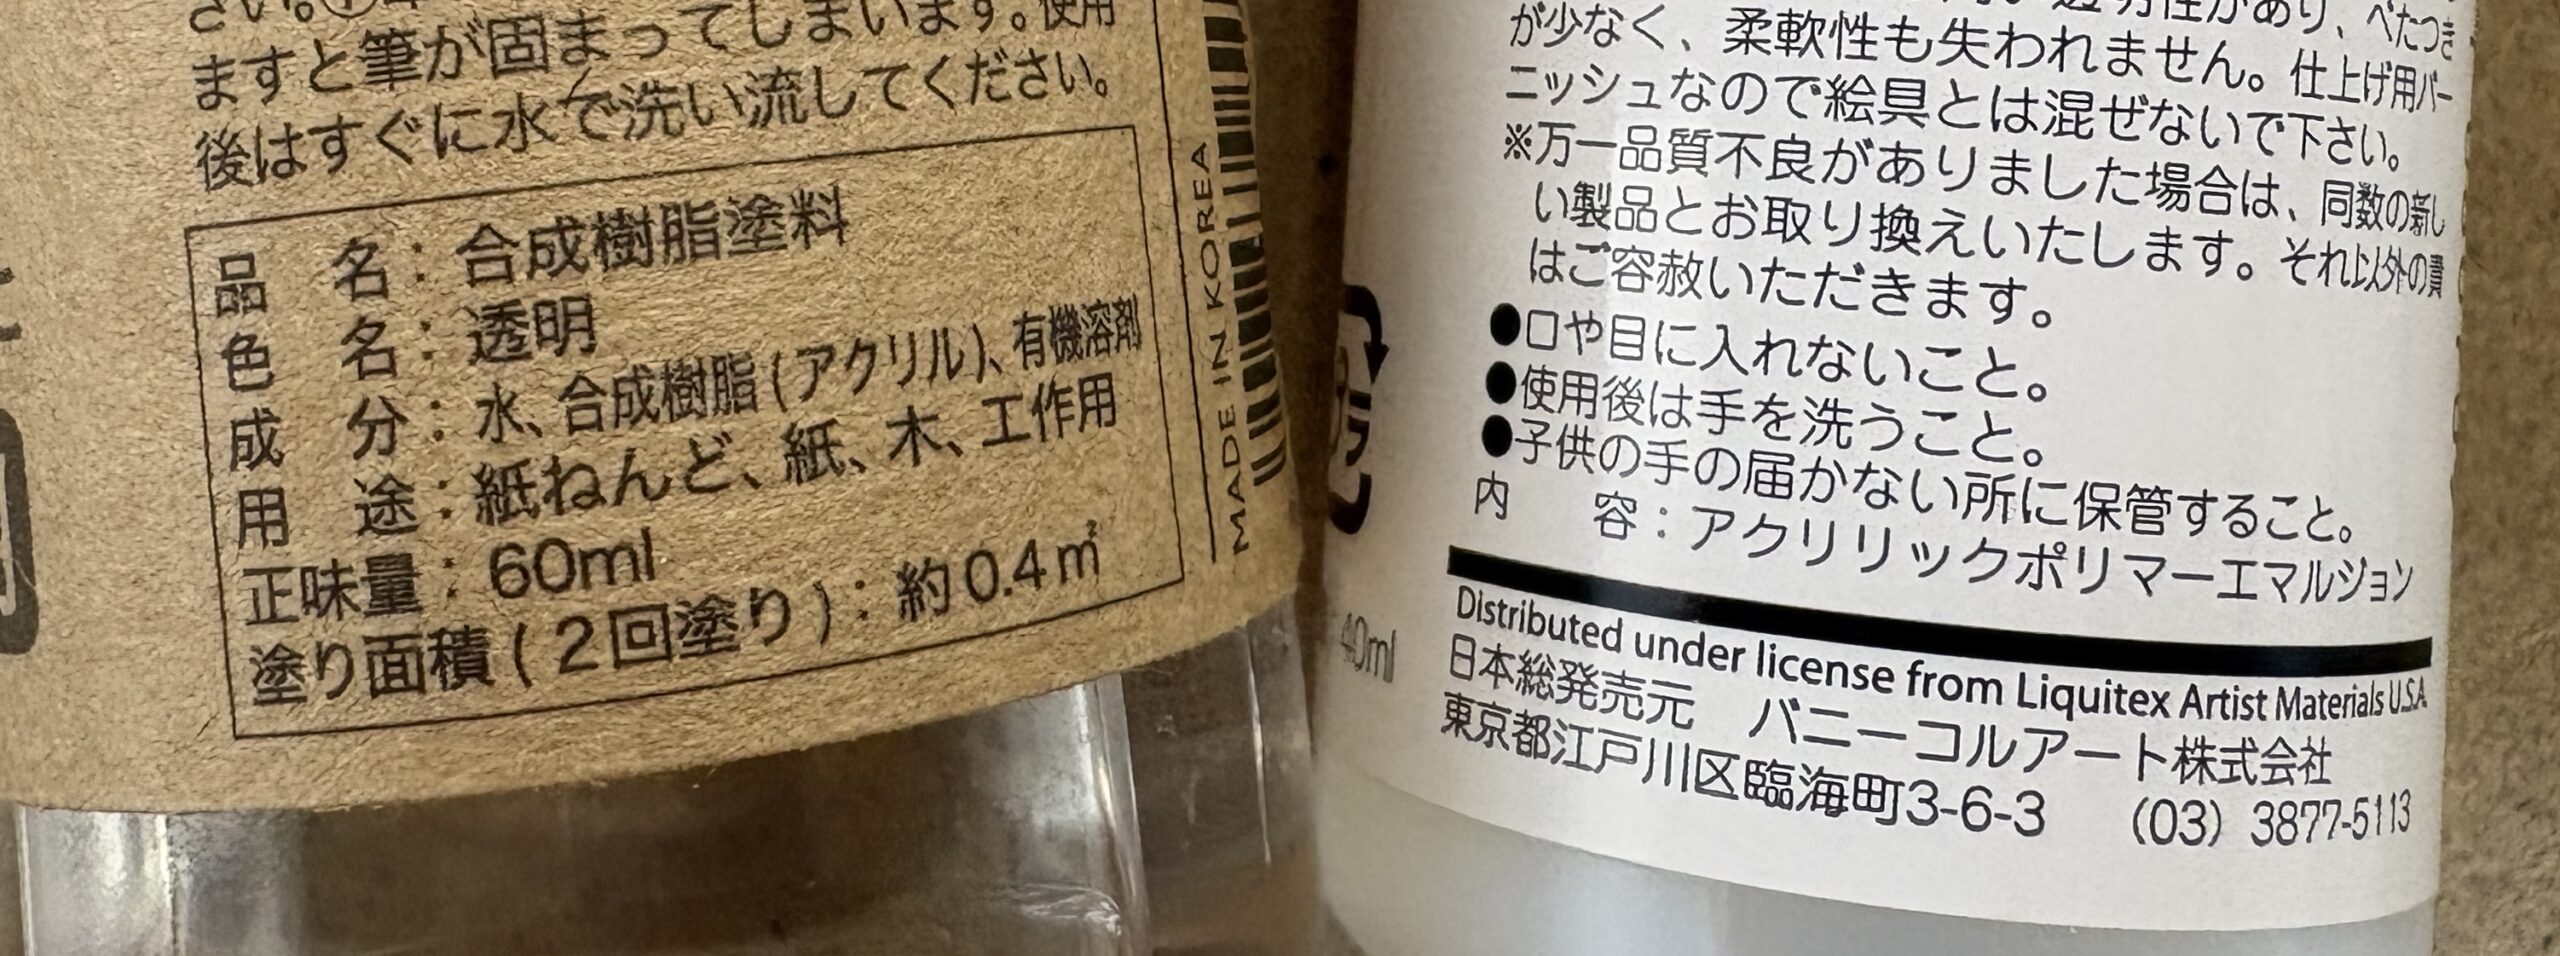 ますと筆が固まってしまいます。使用
後はすぐに水で洗い流してください。
品　名：合成樹脂塗料
色　名：透明
成　分：水、合成樹脂(アクリル)、有機溶剤
用　途：紙ねんど、紙、木、工作用
正味量：60ml
塗り面積(2回塗り)：約0.4㎡
MADE IN KOREA
透明性があり、べたつき
が少なく、柔軟性も失われません。仕上げ用バー
ニッシュなので絵具とは混ぜないで下さい。
※万一品質不良がありました場合は、同数の新し
い製品とお取り換えいたします。それ以外の責
はご容赦いただきます。
●口や目に入れないこと。
●使用後は手を洗うこと。
●子供の手の届かない所に保管すること。
内　容：アクリリックポリマーエマルジョン
40ml
Distributed under license from Liquitex Artist Materials U.S.A.
日本総発売元　バニーコルアート株式会社
東京都江戸川区臨海町3-6-3　(03) 3877-5113